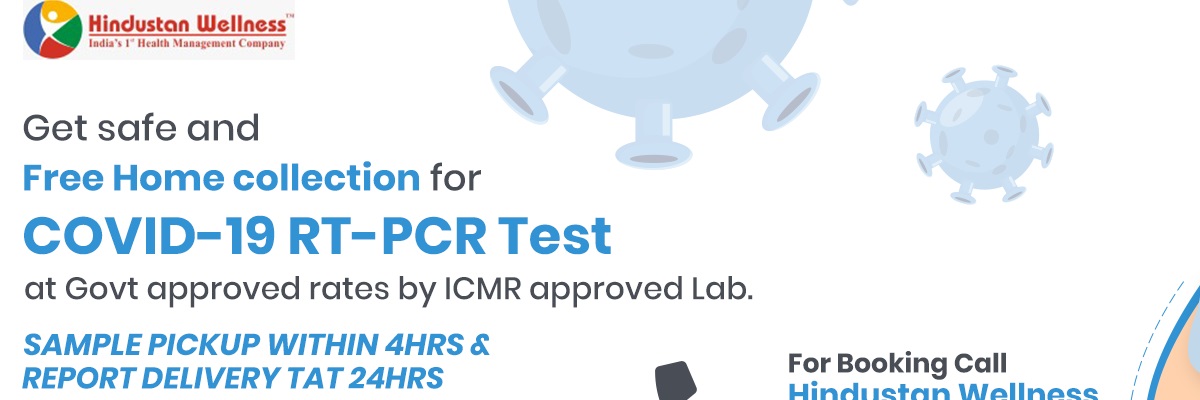 Hindustan Wellness™
India's 1st Health Management Company
Get safe and
Free Home collection for
COVID-19 RT-PCR Test
at Govt approved rates by ICMR approved Lab.
SAMPLE PICKUP WITHIN 4HRS &
REPORT DELIVERY TAT 24HRS
For Booking Call
Hindustan Wellness